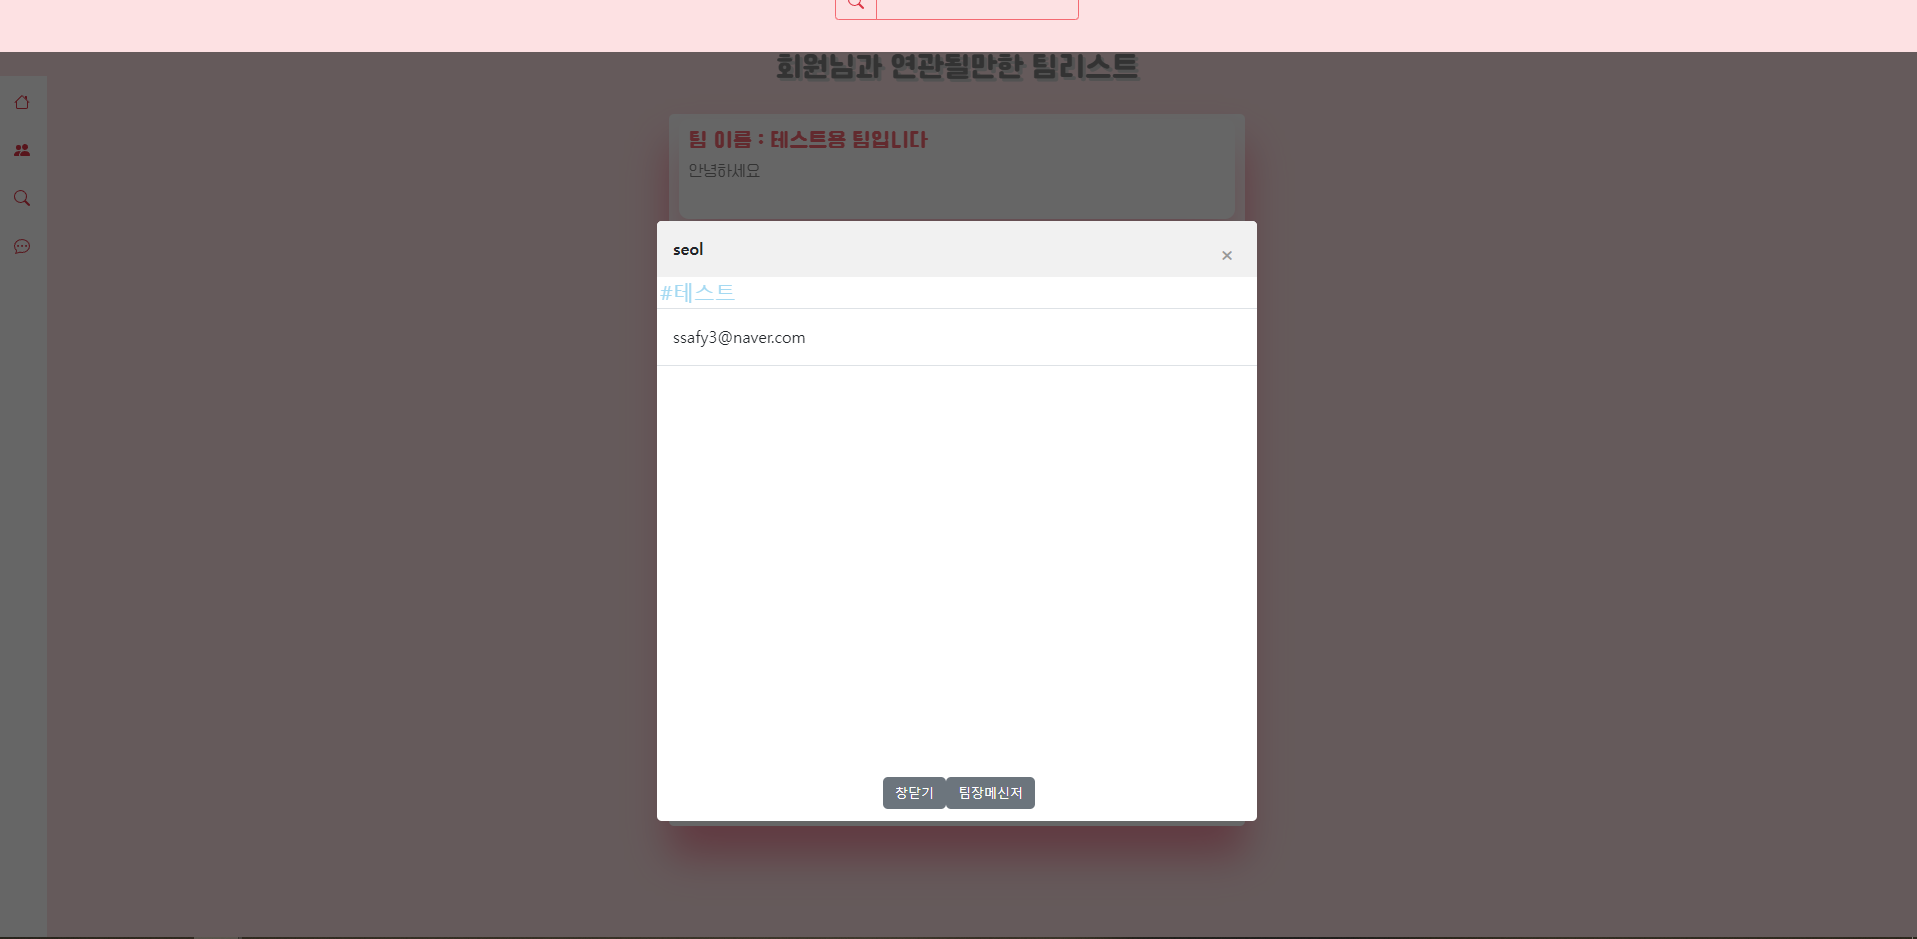 회원님과 연관될만한 팀리스트
팀 이름 : 테스트용 팀입니다
안녕하세요
seol
×
#테스트
ssafy3@naver.com
창닫기 팀장메신저